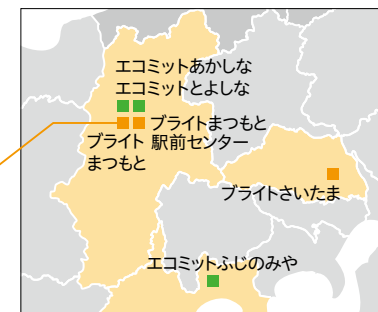 エコミットあかしな
エコミットとよしな
ブライトまつもと
駅前センター
ブライト
まつもと
ブライトさいたま
エコミットふじのみや